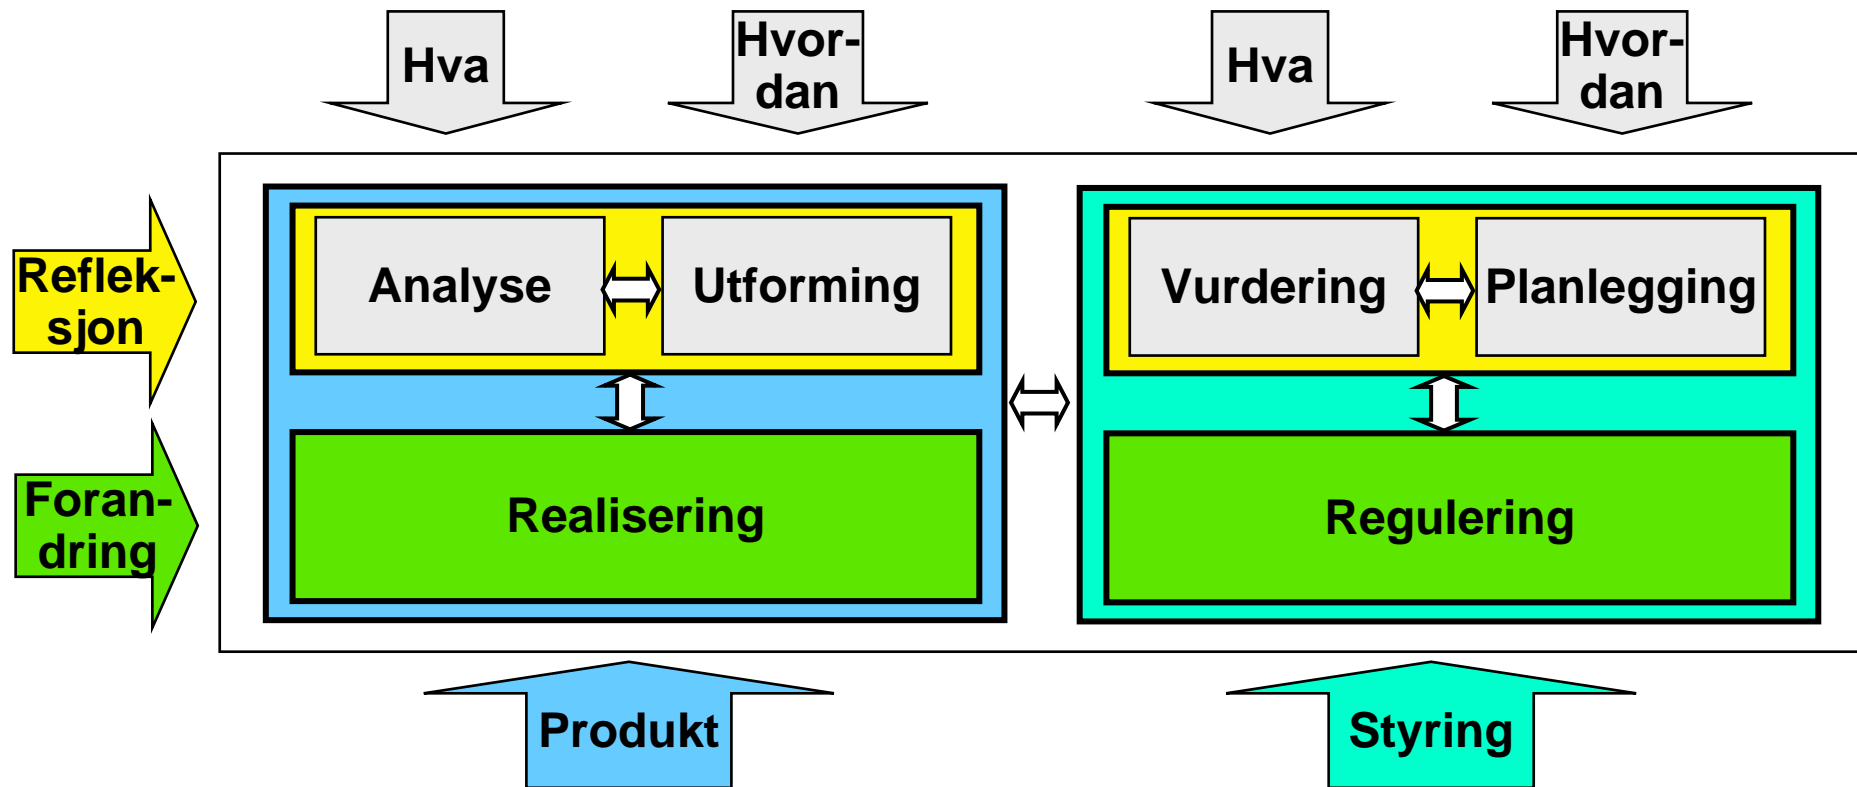 Hva
Hvor-
dan
Hva
Hvor-
dan
Reflek-
sjon
Analyse
Utforming
Vurdering
Planlegging
Foran-
dring
Realisering
Regulering
Produkt
Styring